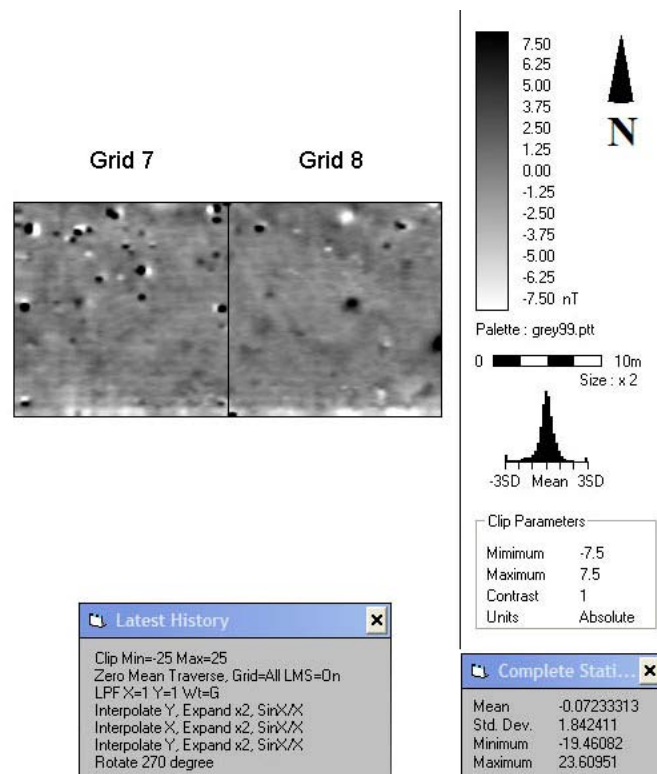 Grid 7
Grid 8
7.50
6.25
5.00
3.75
2.50
1.25
0.00
-1.25
-2.50
-3.75
-5.00
-6.25
-7.50 nT
N
Palette : grey99.ptt
0 10m
Size : x 2
-3SD Mean 3SD
Clip Parameters
Mimimum -7.5
Maximum 7.5
Contrast 1
Units Absolute
Latest History
Clip Min=-25 Max=25
Zero Mean Traverse, Grid=All LMS=On
LPF X=1 Y=1 Wt=G
Interpolate Y, Expand x2, SinX/X
Interpolate X, Expand x2, SinX/X
Interpolate Y, Expand x2, SinX/X
Rotate 270 degree
Complete Stati...
Mean -0.07233313
Std. Dev. 1.842411
Minimum -19.46082
Maximum 23.60951